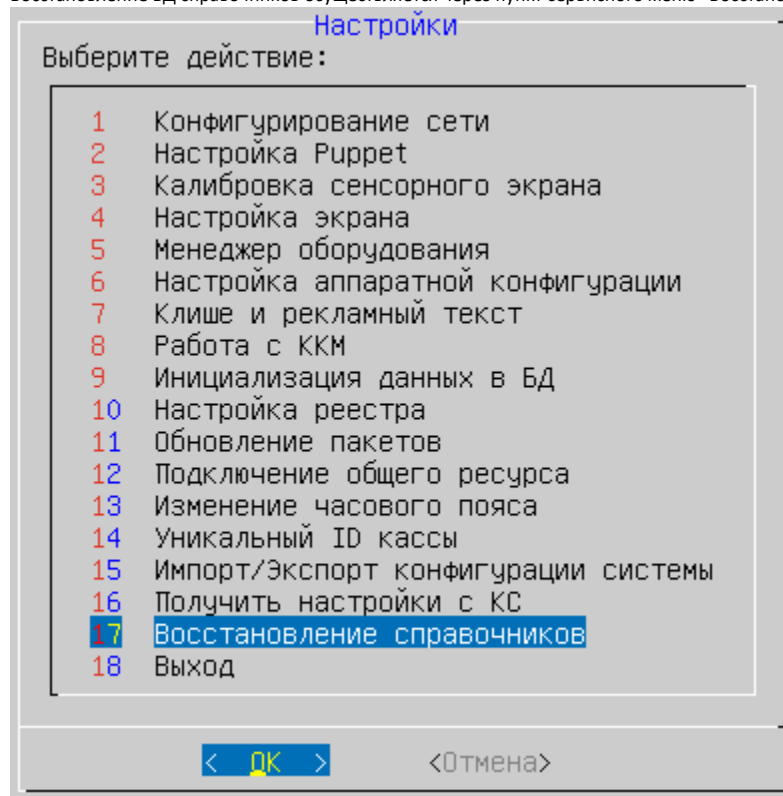 Настройки
Выберите действие:
1 Конфигурирование сети
2 Настройка Puppet
3 Калибровка сенсорного экрана
4 Настройка экрана
5 Менеджер оборудования
6 Настройка аппаратной конфигурации
7 Клише и рекламный текст
8 Работа с ККМ
9 Инициализация данных в БД
10 Настройка реестра
11 Обновление пакетов
12 Подключение общего ресурса
13 Изменение часового пояса
14 Уникальный ID кассы
15 Импорт/Экспорт конфигурации системы
16 Получить настройки с КС
17 Восстановление справочников
18 Выход
< OK > <Отмена>